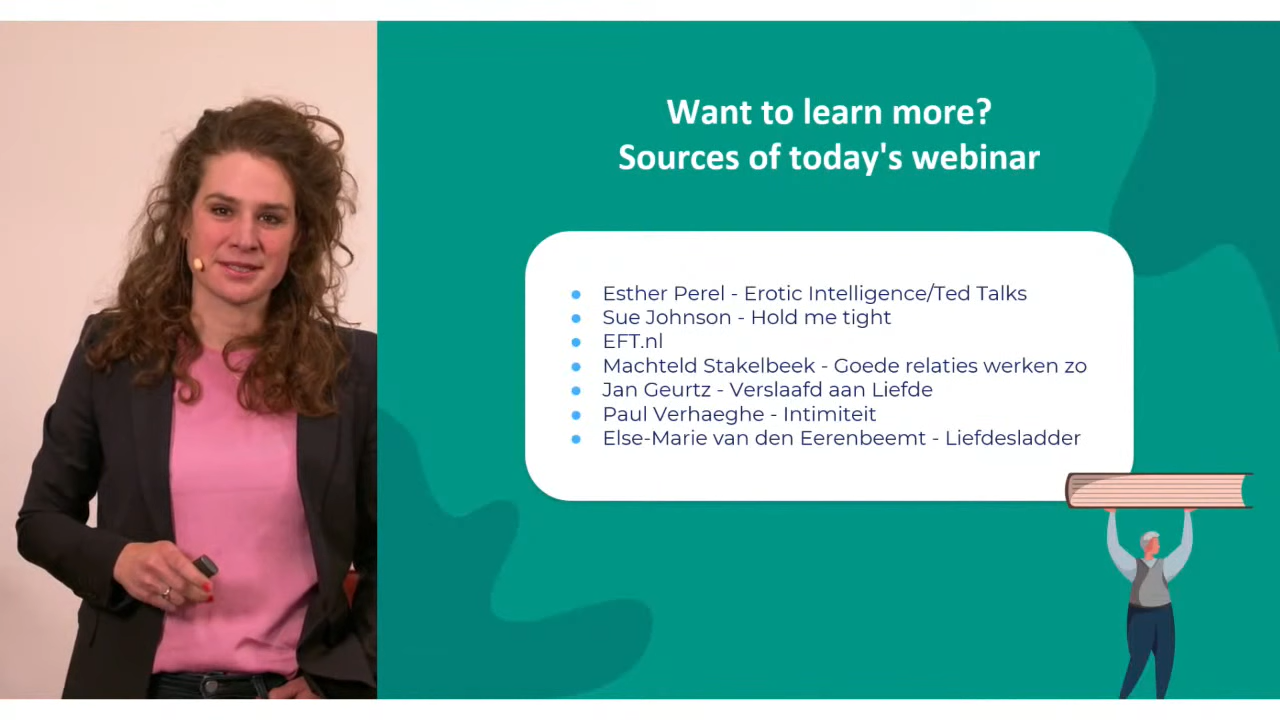 Want to learn more?
Sources of today's webinar
Esther Perel - Erotic Intelligence/Ted Talks
Sue Johnson - Hold me tight
EFT.nl
Machteld Stakelbeek - Goede relaties werken zo
Jan Geurtz - Verslaafd aan Liefde
Paul Verhaeghe - Intimiteit
Else-Marie van den Eerenbeemt - Liefdesladder